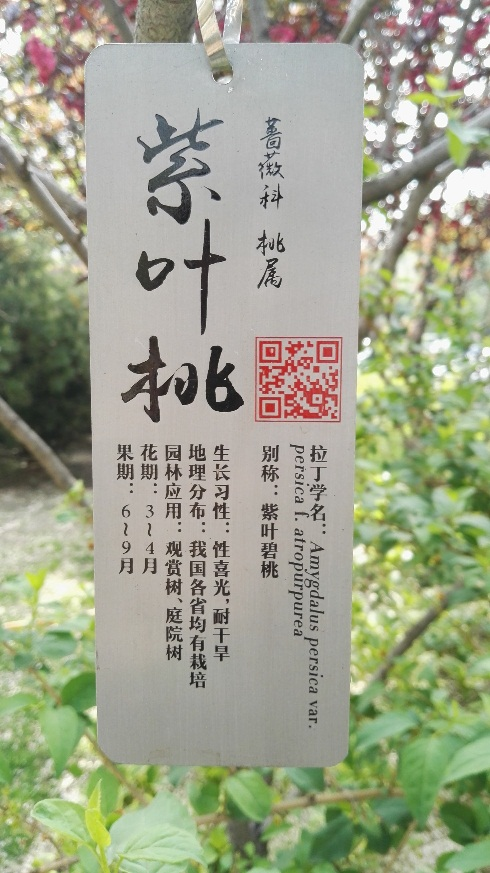 蔷薇科 桃属
紫叶桃
拉丁学名：Amygdalus persica var.
persica f. atropurpurea
别称：紫叶碧桃
生长习性：性喜光，耐干旱
地理分布：我国各省均有栽培
园林应用：观赏树、庭院树
花期：3～4月
果期：6～9月